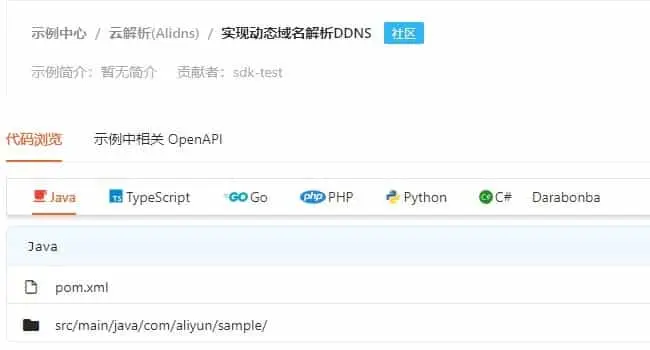 示例中心 / 云解析(Alidns) / 实现动态域名解析DDNS 社区
示例简介：暂无简介 贡献者：sdk-test
代码浏览 示例中相关 OpenAPI
Java TS TypeScript GO Go php PHP Python C# C# Darabonba
Java
pom.xml
src/main/java/com/aliyun/sample/